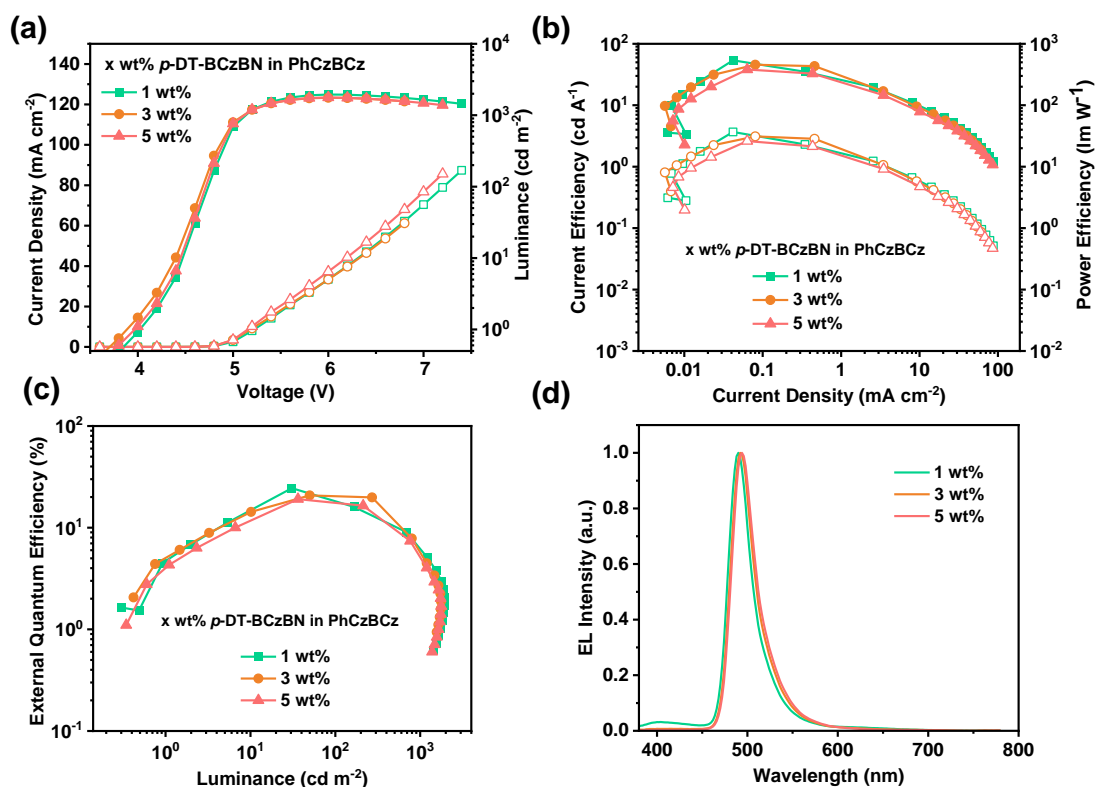 (a)
Current Density (mA cm⁻²)
140
120
100
80
60
40
20
0
x wt% p-DT-BCzBN in PhCzBCz
1 wt%
3 wt%
5 wt%
10⁴
10³
10²
10¹
10⁰
Luminance (cd m⁻²)
4 5 6 7
Voltage (V)
(b)
Current Efficiency (cd A⁻¹)
10²
10¹
10⁰
10⁻¹
10⁻²
10⁻³
x wt% p-DT-BCzBN in PhCzBCz
1 wt%
3 wt%
5 wt%
10³
10²
10¹
10⁰
10⁻¹
10⁻²
Power Efficiency (lm W⁻¹)
0.01 0.1 1 10 100
Current Density (mA cm⁻²)
(c)
External Quantum Efficiency (%)
10²
10¹
10⁰
10⁻¹
x wt% p-DT-BCzBN in PhCzBCz
1 wt%
3 wt%
5 wt%
10⁰ 10¹ 10² 10³
Luminance (cd m⁻²)
(d)
EL Intensity (a.u.)
1.0
0.8
0.6
0.4
0.2
0.0
1 wt%
3 wt%
5 wt%
400 500 600 700 800
Wavelength (nm)